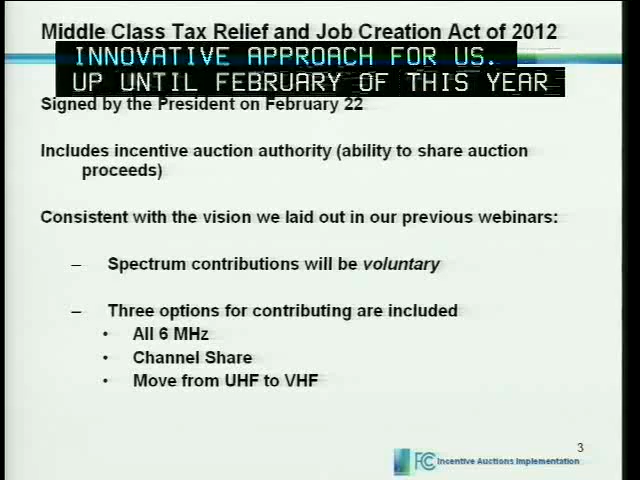 Middle Class Tax Relief and Job Creation Act of 2012
INNOVATIVE APPROACH FOR US.
UP UNTIL FEBRUARY OF THIS YEAR
Signed by the President on February 22
Includes incentive auction authority (ability to share auction
proceeds)
Consistent with the vision we laid out in our previous webinars:
– Spectrum contributions will be voluntary
– Three options for contributing are included
• All 6 MHz
• Channel Share
• Move from UHF to VHF
3
FCC Incentive Auctions Implementation